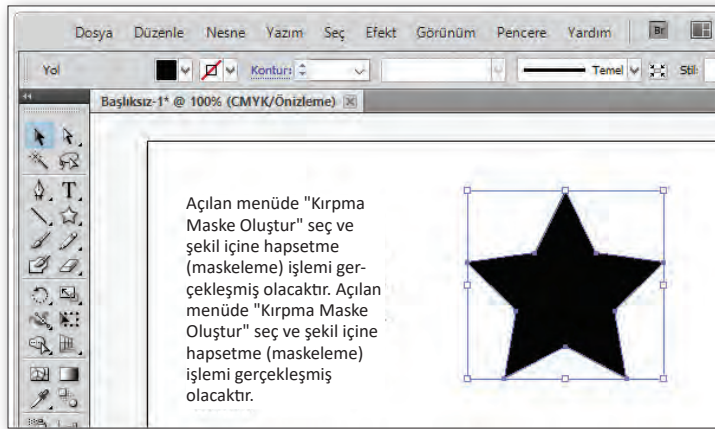 Dosya Düzenle Nesne Yazım Seç Efekt Görünüm Pencere Yardım Br
Yol Kontur: Temel Stil:
Başlıksız-1* @ 100% (CMYK/Önizleme)
Açılan menüde "Kırpma
Maske Oluştur" seç ve
şekil içine hapsetme
(maskeleme) işlemi ger-
çekleşmiş olacaktır. Açılan
menüde "Kırpma Maske
Oluştur" seç ve şekil içine
hapsetme (maskeleme)
işlemi gerçekleşmiş
olacaktır.